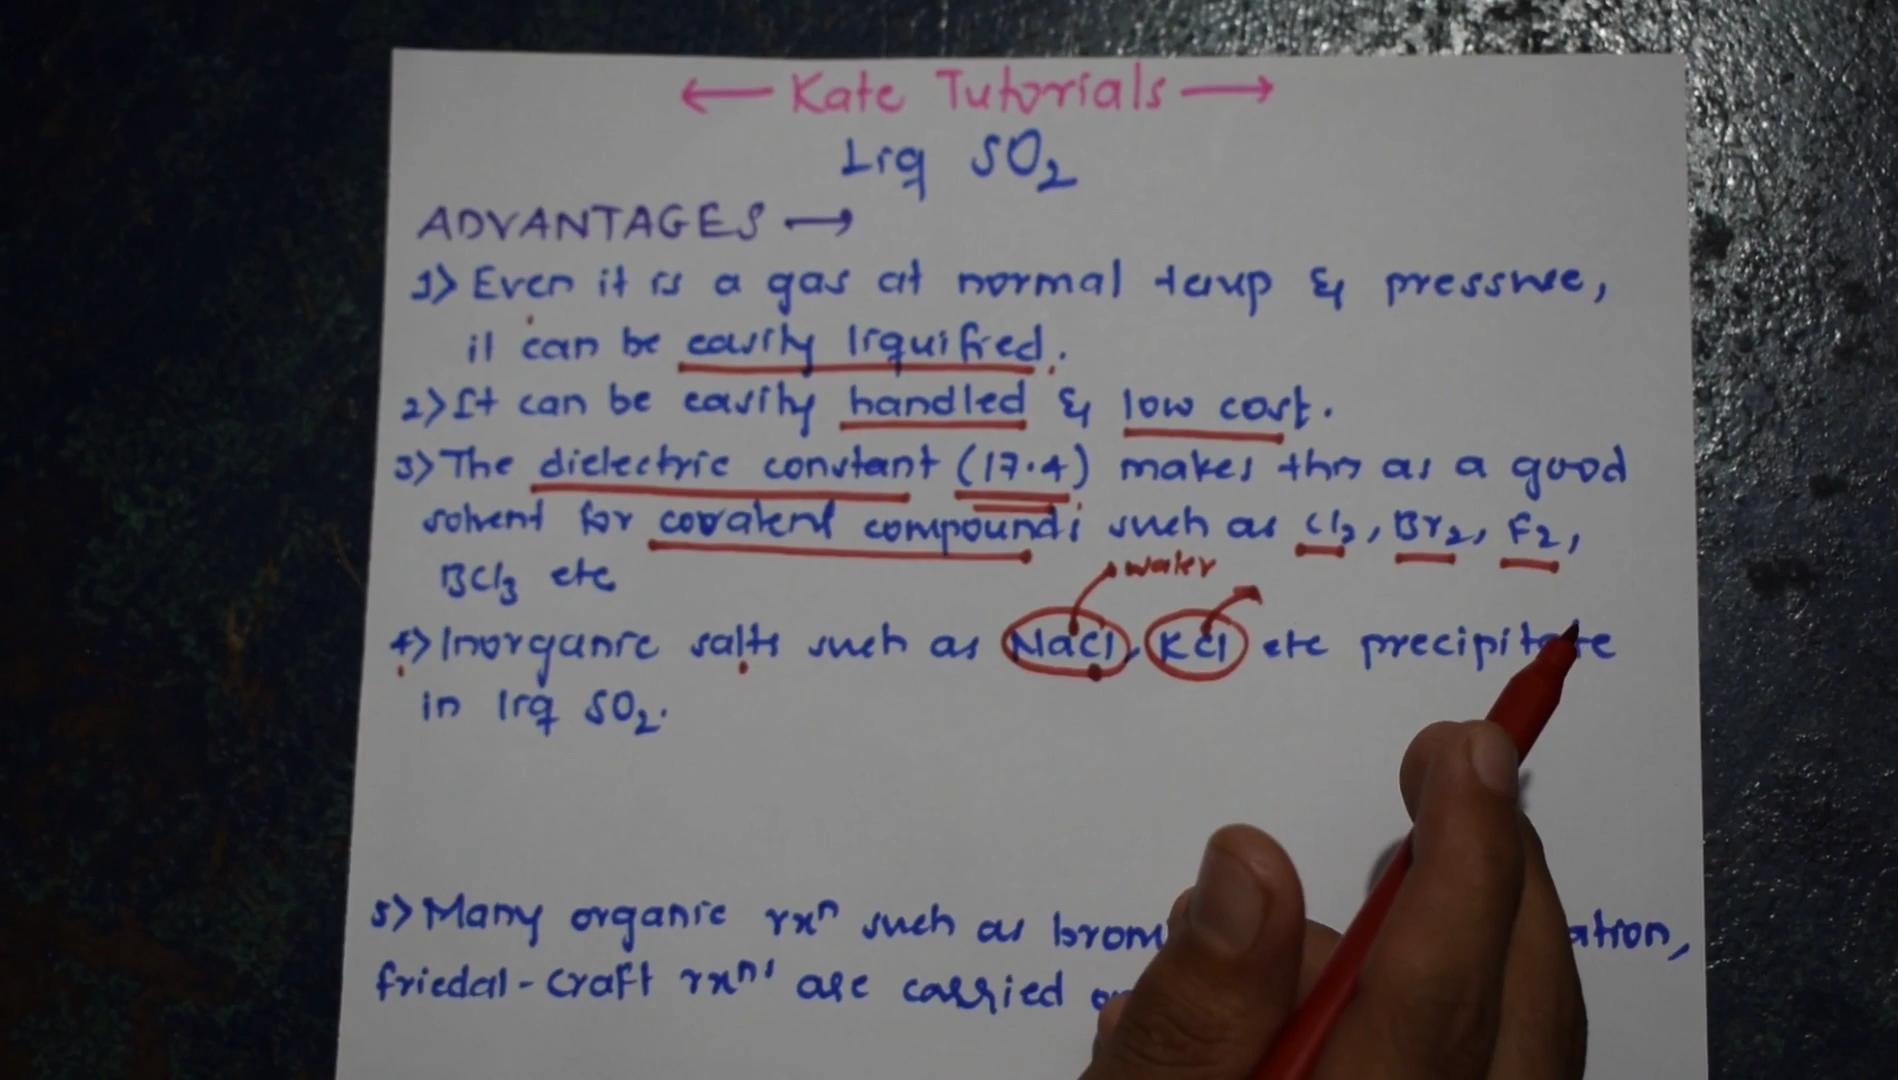 ← Kate Tutorials →
Liq SO₂
ADVANTAGES →
1> Even it is a gas at normal temp & pressure,
it can be easily liquified.
2> It can be easily handled & low cost.
3> The dielectric constant (17.4) makes this as a good
solvent for covalent compounds such as Cl₂, Br₂, F₂,
BCl₃ etc
water
4> Inorganic salts such as NaCl, KCl etc precipitate
in liq SO₂.
5> Many organic rxⁿ such as
friedal-craft rxⁿˢ are carried